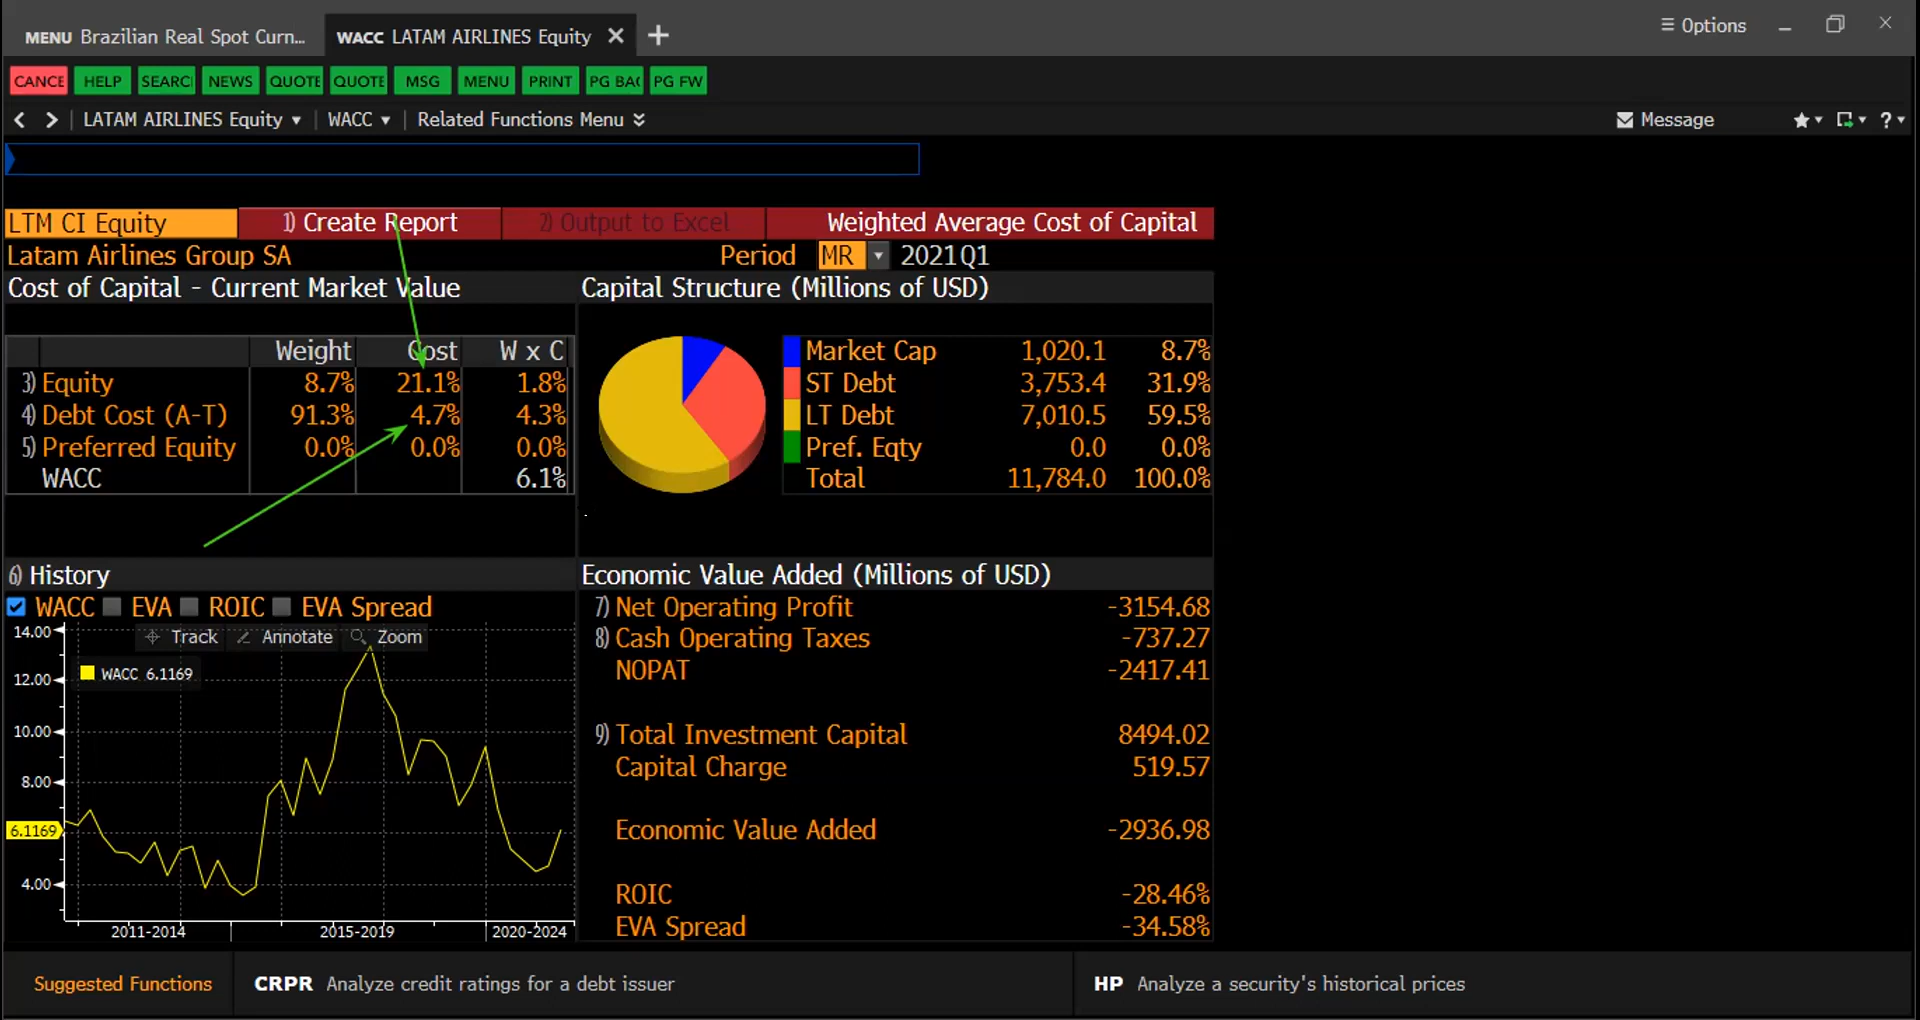 MENU Brazilian Real Spot Curn...
WACC LATAM AIRLINES Equity
Options
CANCE HELP SEARC NEWS QUOTE QUOTE MSG MENU PRINT PG BA PG FW
LATAM AIRLINES Equity WACC Related Functions Menu Message ?
LTM CI Equity 1) Create Report 2) Output to Excel Weighted Average Cost of Capital
Latam Airlines Group SA Period MR 2021Q1
Cost of Capital - Current Market Value
Weight Cost W x C
3) Equity 8.7% 21.1% 1.8%
4) Debt Cost (A-T) 91.3% 4.7% 4.3%
5) Preferred Equity 0.0% 0.0% 0.0%
WACC 6.1%
Capital Structure (Millions of USD)
Market Cap 1,020.1 8.7%
ST Debt 3,753.4 31.9%
LT Debt 7,010.5 59.5%
Pref. Eqty 0.0 0.0%
Total 11,784.0 100.0%
6) History
WACC EVA ROIC EVA Spread
Track Annotate Zoom
WACC 6.1169
14.00
12.00
10.00
8.00
6.1169
4.00
2011-2014 2015-2019 2020-2024
Economic Value Added (Millions of USD)
7) Net Operating Profit -3154.68
8) Cash Operating Taxes -737.27
NOPAT -2417.41
9) Total Investment Capital 8494.02
Capital Charge 519.57
Economic Value Added -2936.98
ROIC -28.46%
EVA Spread -34.58%
Suggested Functions CRPR Analyze credit ratings for a debt issuer HP Analyze a security's historical prices